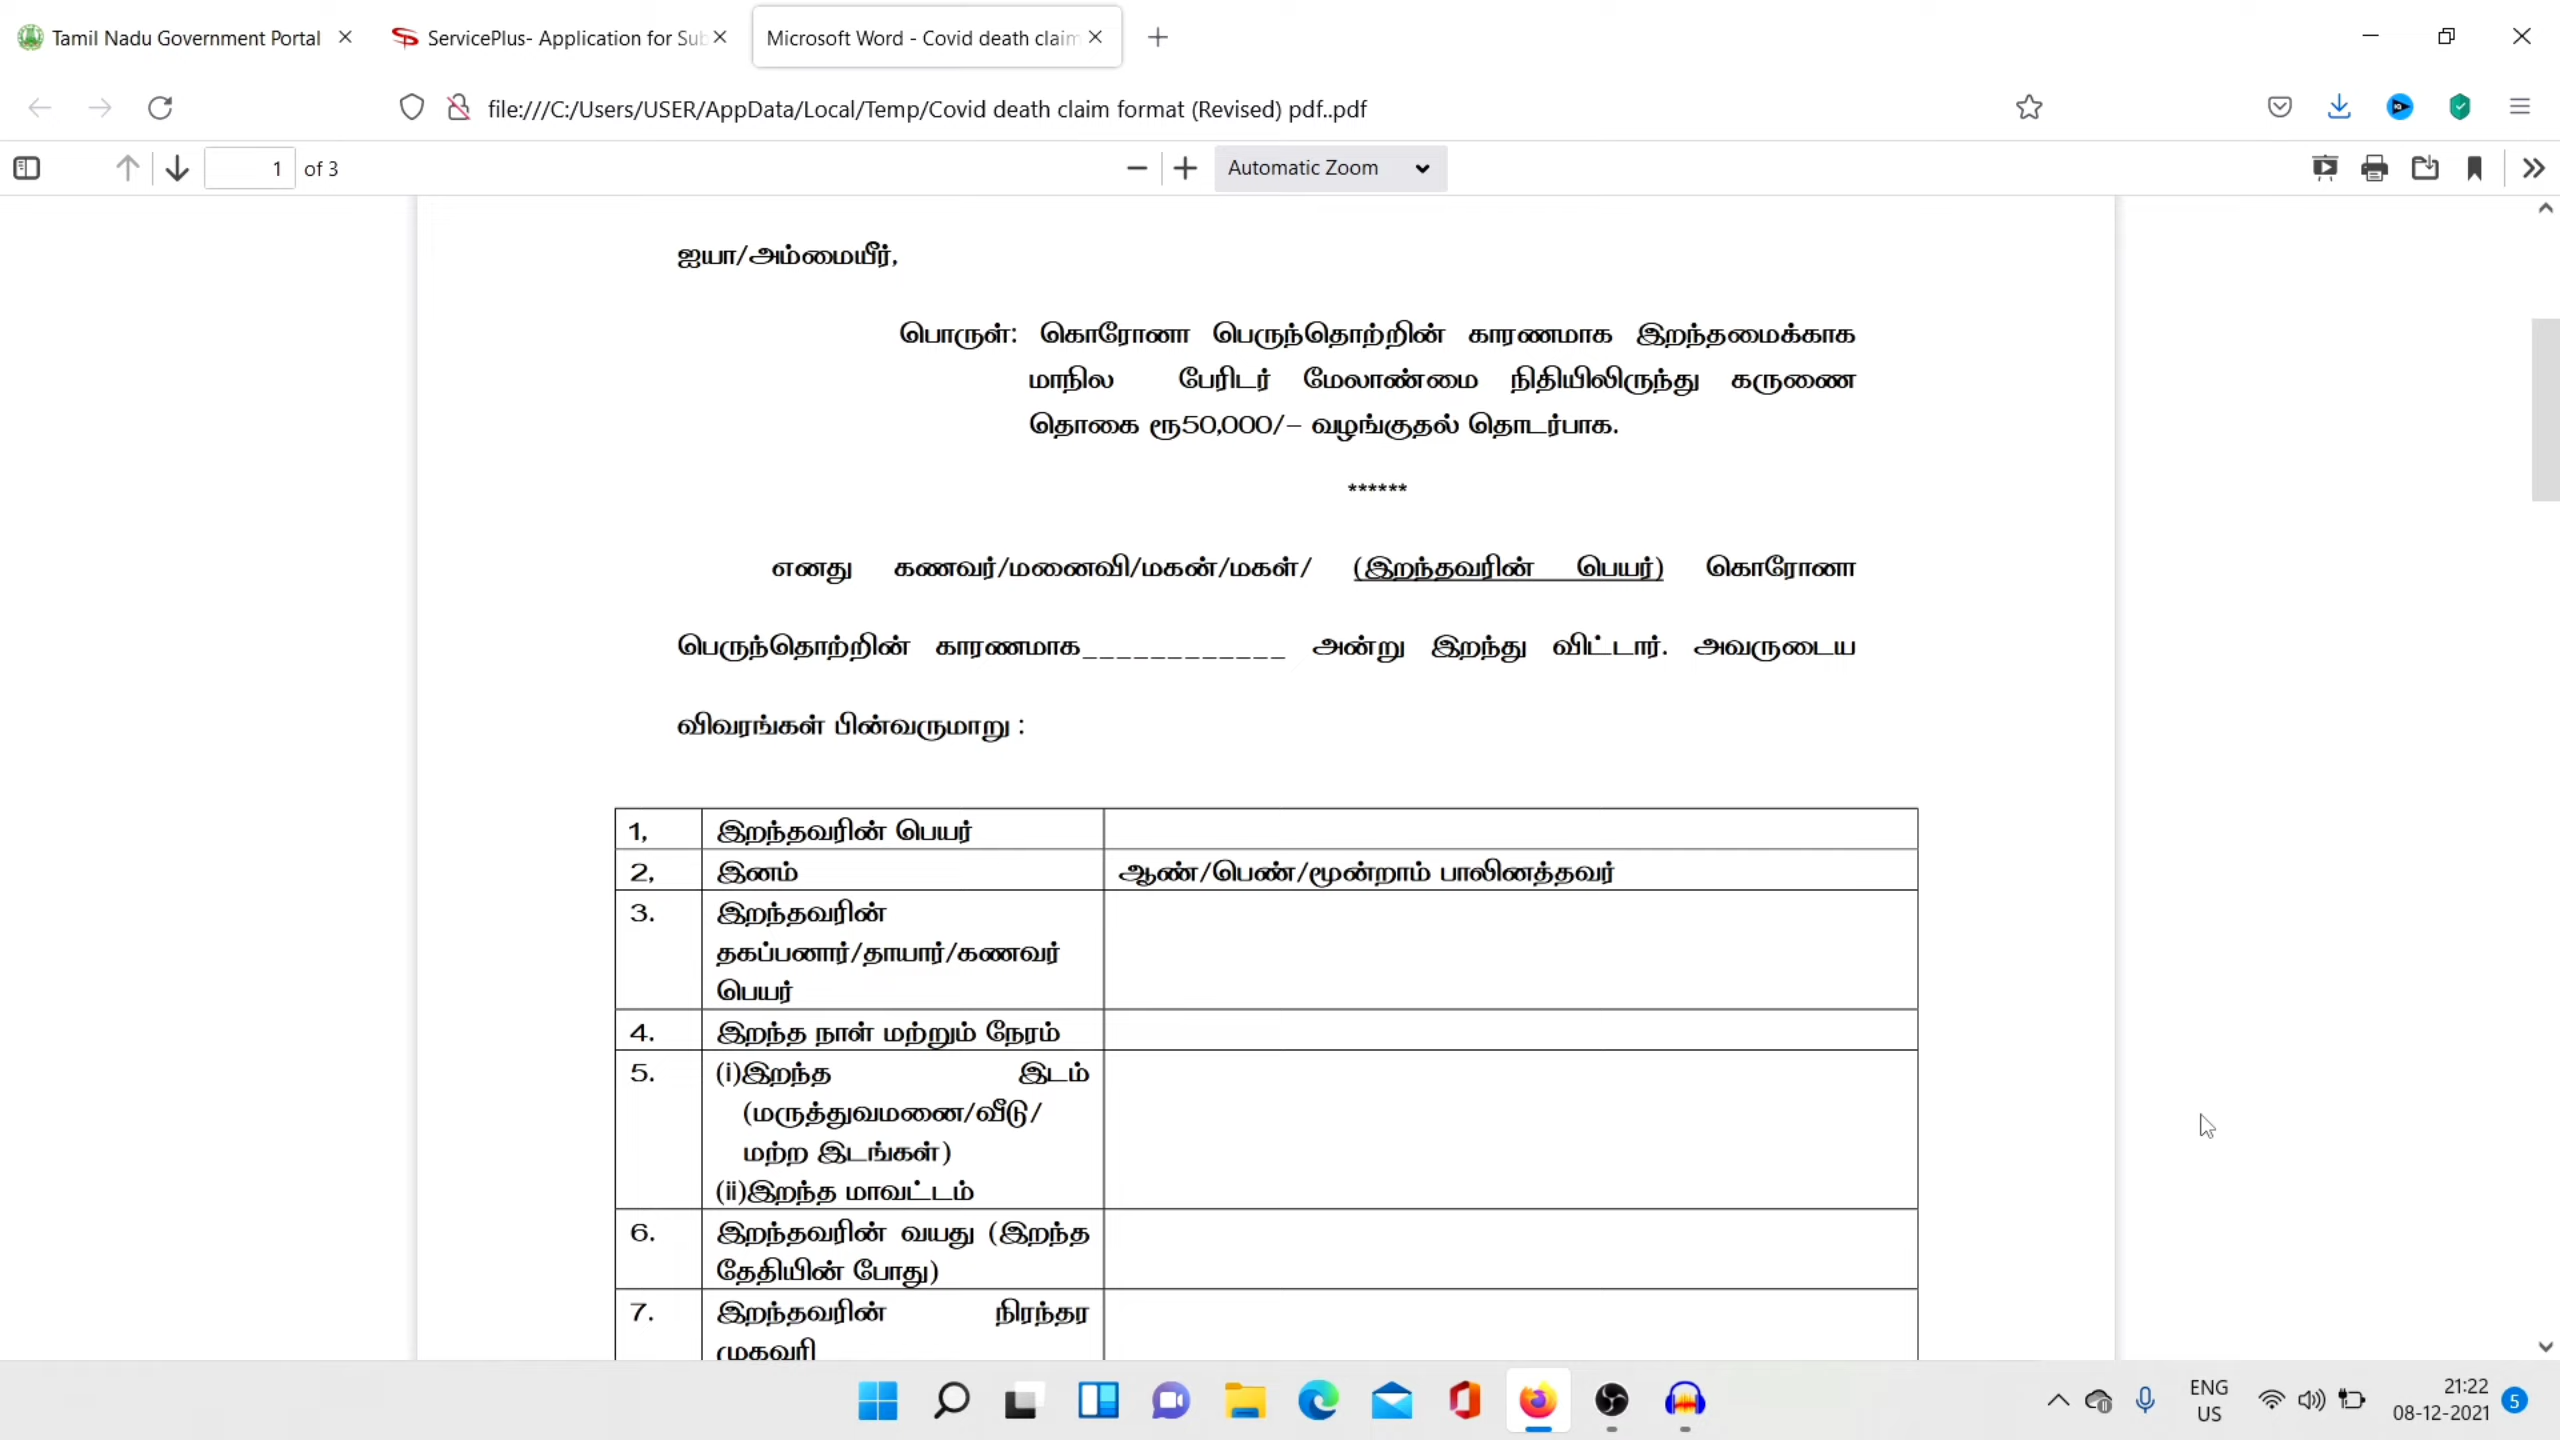 Tamil Nadu Government Portal
ServicePlus- Application for Sub
Microsoft Word - Covid death claim
file:///C:/Users/USER/AppData/Local/Temp/Covid death claim format (Revised) pdf..pdf
1 of 3
Automatic Zoom
ஐயா/அம்மையீர்,
பொருள்: கொரோனா பெருந்தொற்றின் காரணமாக இறந்தமைக்காக
மாநில பேரிடர் மேலாண்மை நிதியிலிருந்து கருணை
தொகை ரூ50,000/– வழங்குதல் தொடர்பாக.
******
எனது கணவர்/மனைவி/மகன்/மகள்/ (இறந்தவரின் பெயர்) கொரோனா
பெருந்தொற்றின் காரணமாக____________ அன்று இறந்து விட்டார். அவருடைய
விவரங்கள் பின்வருமாறு :
1, இறந்தவரின் பெயர்
2, இனம் ஆண்/பெண்/மூன்றாம் பாலினத்தவர்
3. இறந்தவரின்
தகப்பனார்/தாயார்/கணவர்
பெயர்
4. இறந்த நாள் மற்றும் நேரம்
5. (i)இறந்த இடம்
(மருத்துவமனை/வீடு/
மற்ற இடங்கள்)
(ii)இறந்த மாவட்டம்
6. இறந்தவரின் வயது (இறந்த
தேதியின் போது)
7. இறந்தவரின் நிரந்தர
முகவரி
ENG
US
21:22
08-12-2021
5